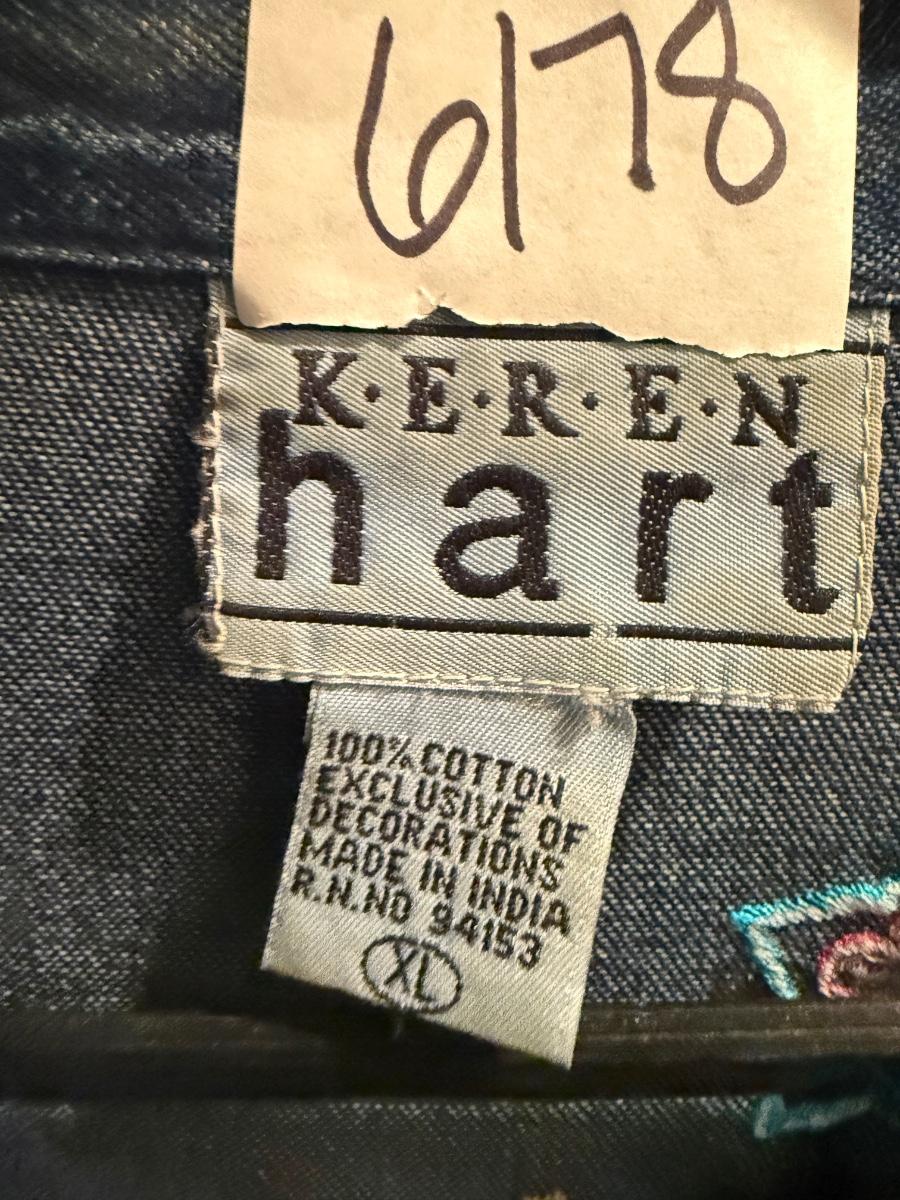 6178
K·E·R·E·N
hart
100% COTTON
EXCLUSIVE OF
DECORATIONS
MADE IN INDIA
R.N.NO 94153
XL